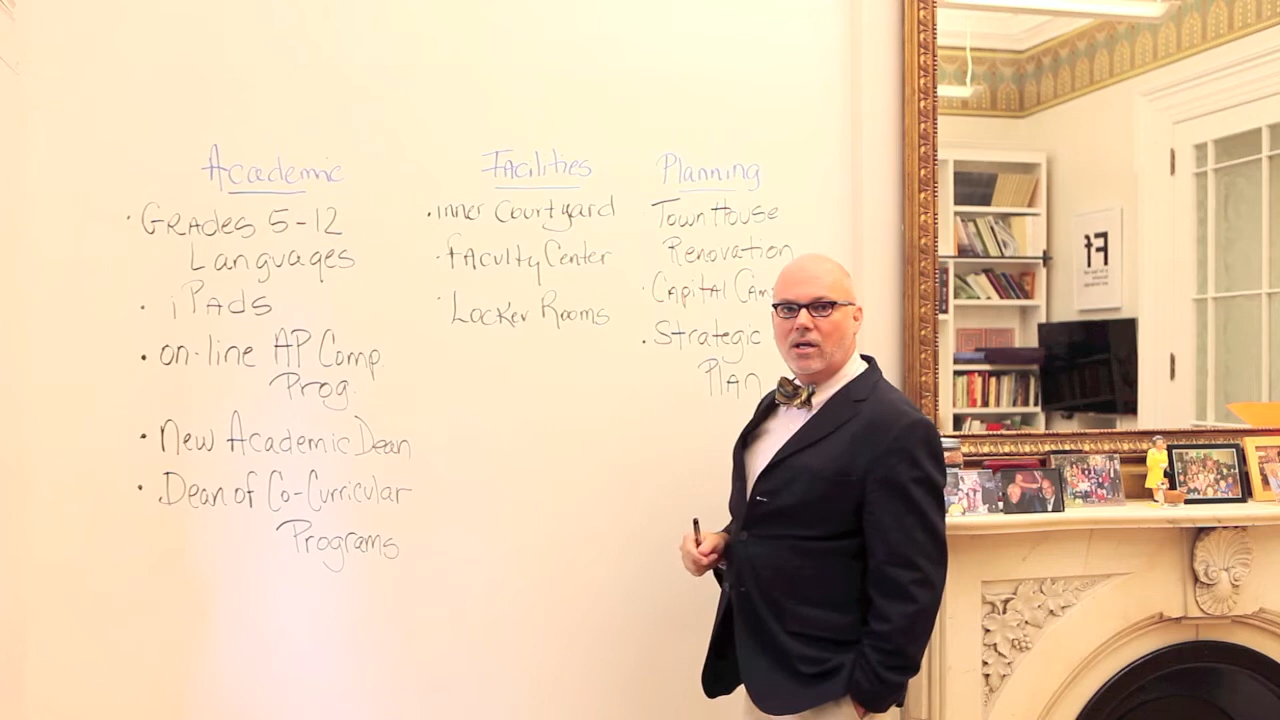 Academic
· Grades 5-12
Languages
· iPads
· on-line AP Comp.
Prog.
· New Academic Dean
· Dean of Co-Curricular
Programs
Facilities
· Inner Courtyard
· Faculty Center
· Locker Rooms
Planning
Town House
Renovation
· Capital
· Strategic
Plan
Ff